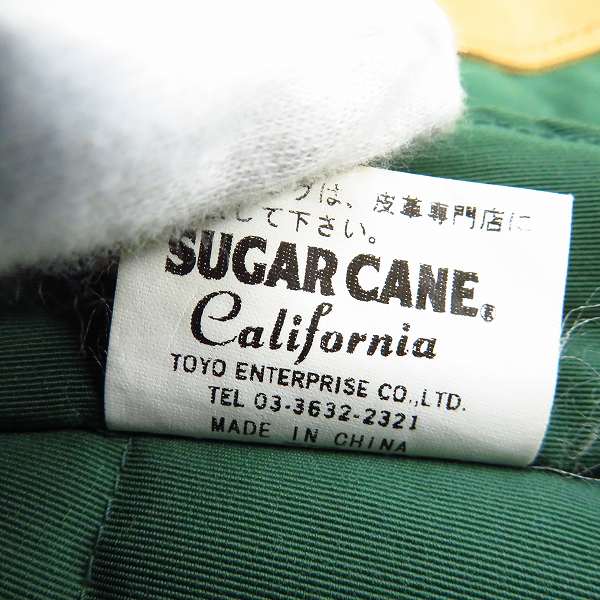 は、皮革専門店に
して下さい。
SUGAR CANE®
California
TOYO ENTERPRISE CO.,LTD.
TEL 03-3632-2321
MADE IN CHINA